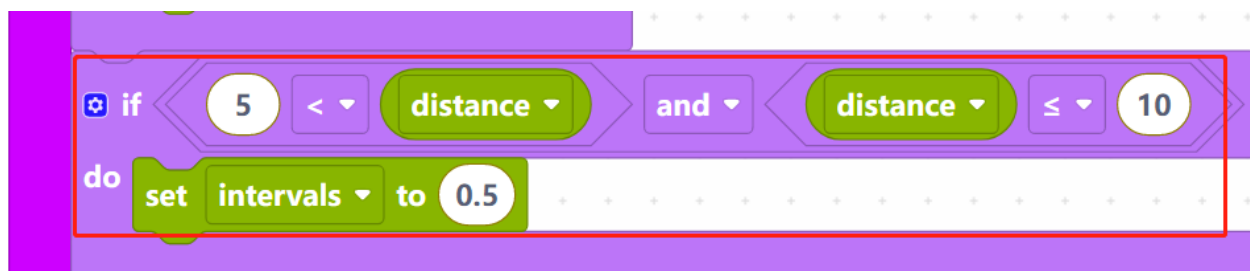 if 5 < distance and distance ≤ 10
do set intervals to 0.5